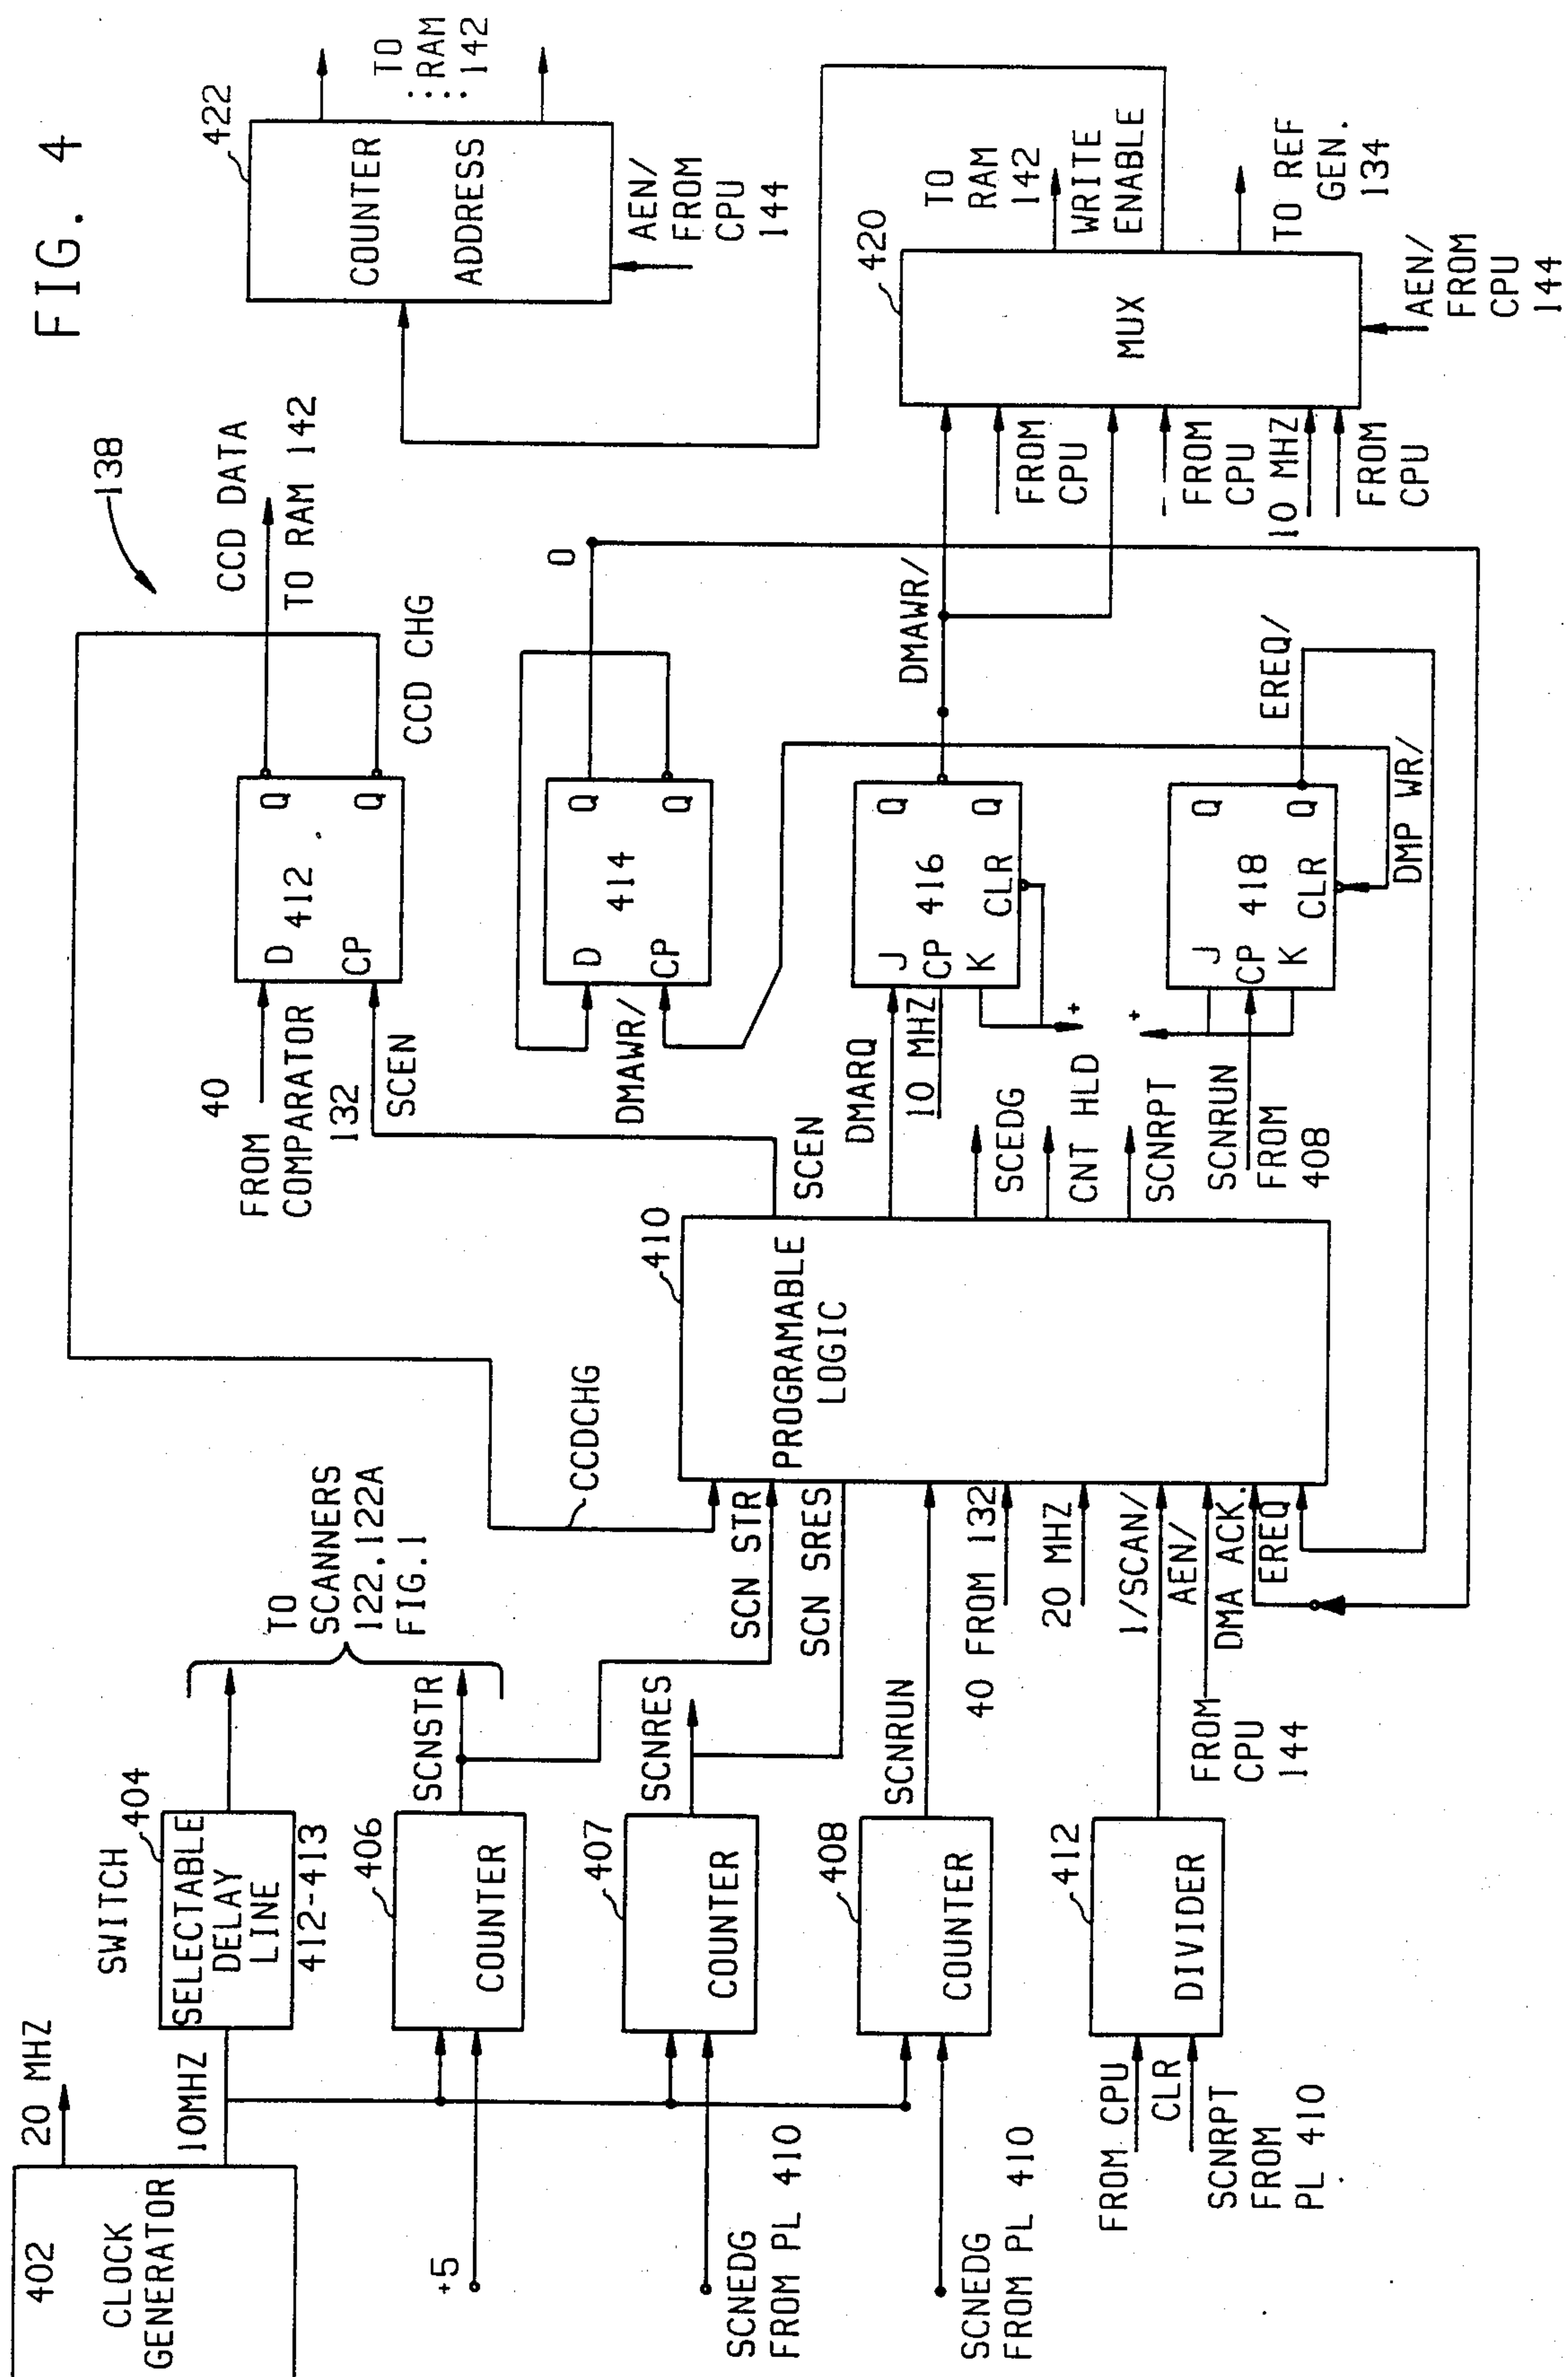 FIG. 4
138
402
CLOCK
GENERATOR
20 MHZ
10MHZ
SWITCH
404
SELECTABLE
DELAY
LINE
412-413
TO
SCANNERS
122.122A
FIG.1
406
COUNTER
+5
SCNSTR
407
COUNTER
SCNEDG
FROM PL 410
SCNRES
408
COUNTER
SCNEDG
FROM PL 410
SCNRUN
412
DIVIDER
FROM CPU
CLR
SCNRPT
FROM
PL 410
CCDCHG
SCN STR
SCN SRES
40 FROM 132
20 MHZ
1/SCAN/
AEN/
FROM
CPU
144
DMA ACK.
EREQ
410
PROGRAMABLE
LOGIC
SCEN
DMARQ
SCEDG
CNT HLD
SCNRPT
40
FROM
COMPARATOR
132
SCEN
D
412
CP
Q
Q
CCD DATA
TO RAM 142
CCD CHG
DMAWR/
D
414
CP
Q
Q
0
10 MHZ
J
CP
K
416
CLR
Q
Q
+
DMAWR/
SCNRUN
FROM
408
+
J
CP
K
418
CLR
Q
Q
EREQ/
DMP WR/
420
MUX
FROM
CPU
FROM
CPU
10 MHZ
FROM
CPU
AEN/
FROM
CPU
144
TO
RAM
142
WRITE
ENABLE
TO REF
GEN.
134
422
COUNTER
ADDRESS
AEN/
FROM
CPU
144
TO
RAM
142